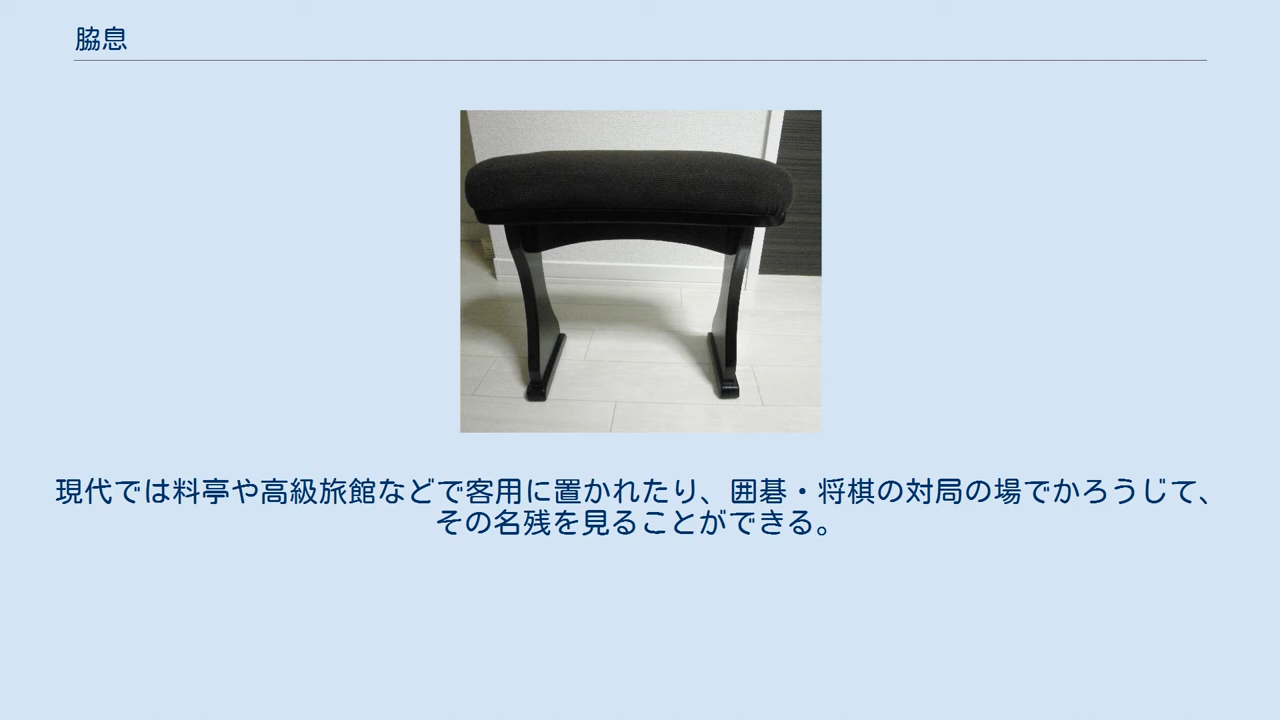 脇息
現代では料亭や高級旅館などで客用に置かれたり、囲碁・将棋の対局の場でかろうじて、
その名残を見ることができる。